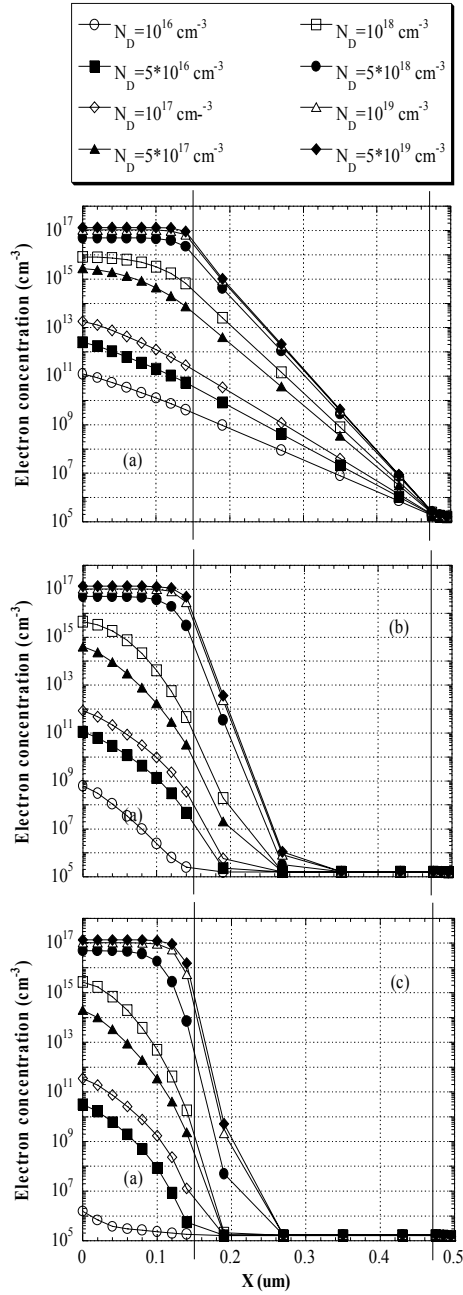 N_D=10^16 cm^-3
N_D=10^18 cm^-3
N_D=5*10^16 cm^-3
N_D=5*10^18 cm^-3
N_D=10^17 cm-^-3
N_D=10^19 cm^-3
N_D=5*10^17 cm^-3
N_D=5*10^19 cm^-3
Electron concentration (cm^-3)
10^17
10^15
10^13
10^11
10^9
10^7
10^5
(a)
Electron concentration (cm^-3)
10^17
10^15
10^13
10^11
10^9
10^7
10^5
(b)
(a)
Electron concentration (cm^-3)
10^17
10^15
10^13
10^11
10^9
10^7
10^5
(c)
(a)
0 0.1 0.2 0.3 0.4 0.5
X (um)